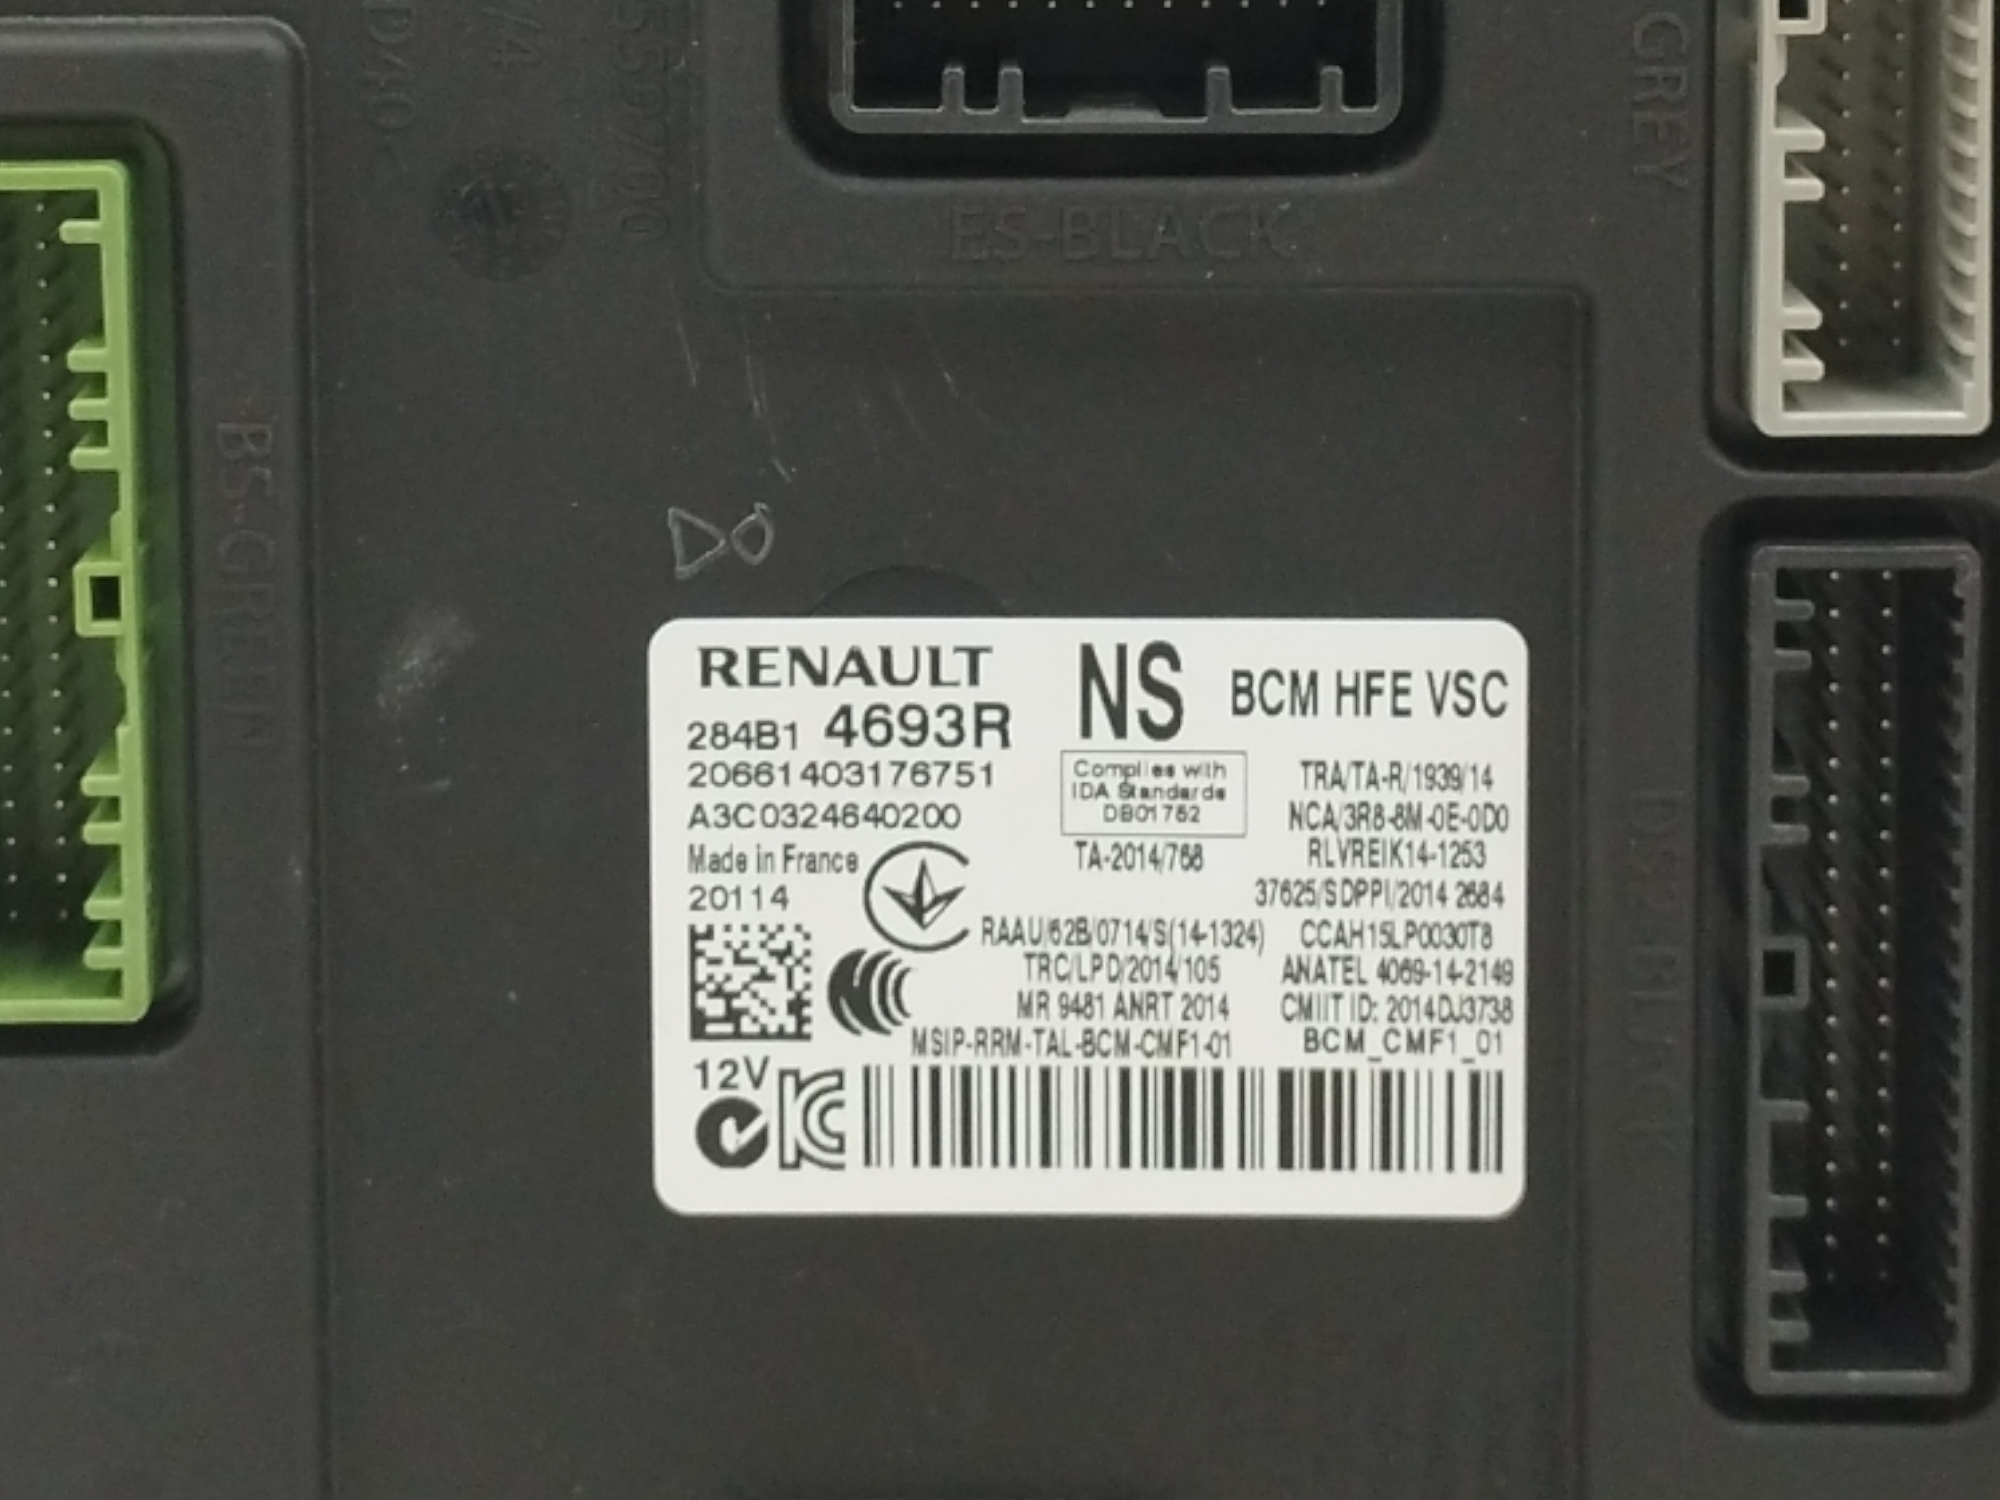 ES-BLACK
GREY
BS-GREEN
RENAULT
NS
BCM HFE VSC
284B1 4693R
20661403176751
A3C0324640200
Made in France
20114
Complies with
IDA Standards
DB01752
TA-2014/768
TRA/TA-R/1939/14
NCA/3R8-8M-0E-0D0
RLVREIK14-1253
37625/SDPPI/2014 2684
RAAU/62B/0714/S(14-1324)
CCAH15LP0030T8
TRC/LPD/2014/105
ANATEL 4069-14-2149
MR 9481 ANRT 2014
CMIIT ID: 2014DJ3738
MSIP-RRM-TAL-BCM-CMF1-01
BCM_CMF1_01
12V